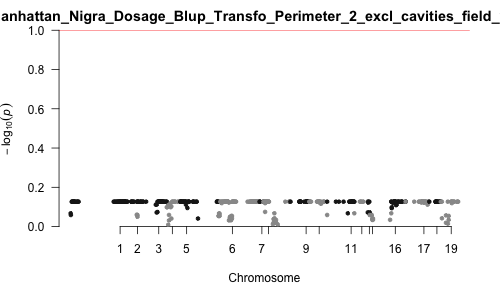 anhattan_Nigra_Dosage_Blup_Transfo_Perimeter_2_excl_cavities_field_
1.0
0.8
0.6
0.4
0.2
0.0
− log10(p)
1 2 3 5 6 7 9 11 16 17 19
Chromosome